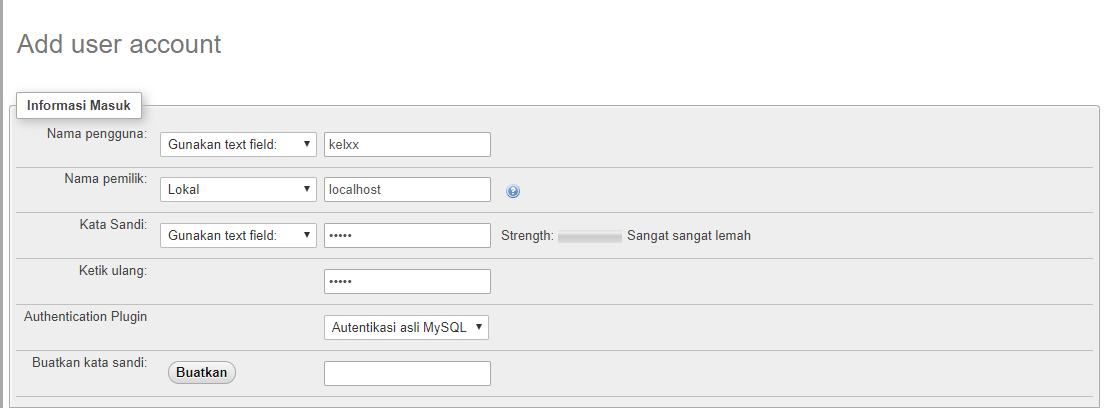 Add user account
Informasi Masuk
Nama pengguna: Gunakan text field: kelxx
Nama pemilik: Lokal localhost
Kata Sandi: Gunakan text field: ••••• Strength: Sangat sangat lemah
Ketik ulang: •••••
Authentication Plugin Autentikasi asli MySQL
Buatkan kata sandi: Buatkan